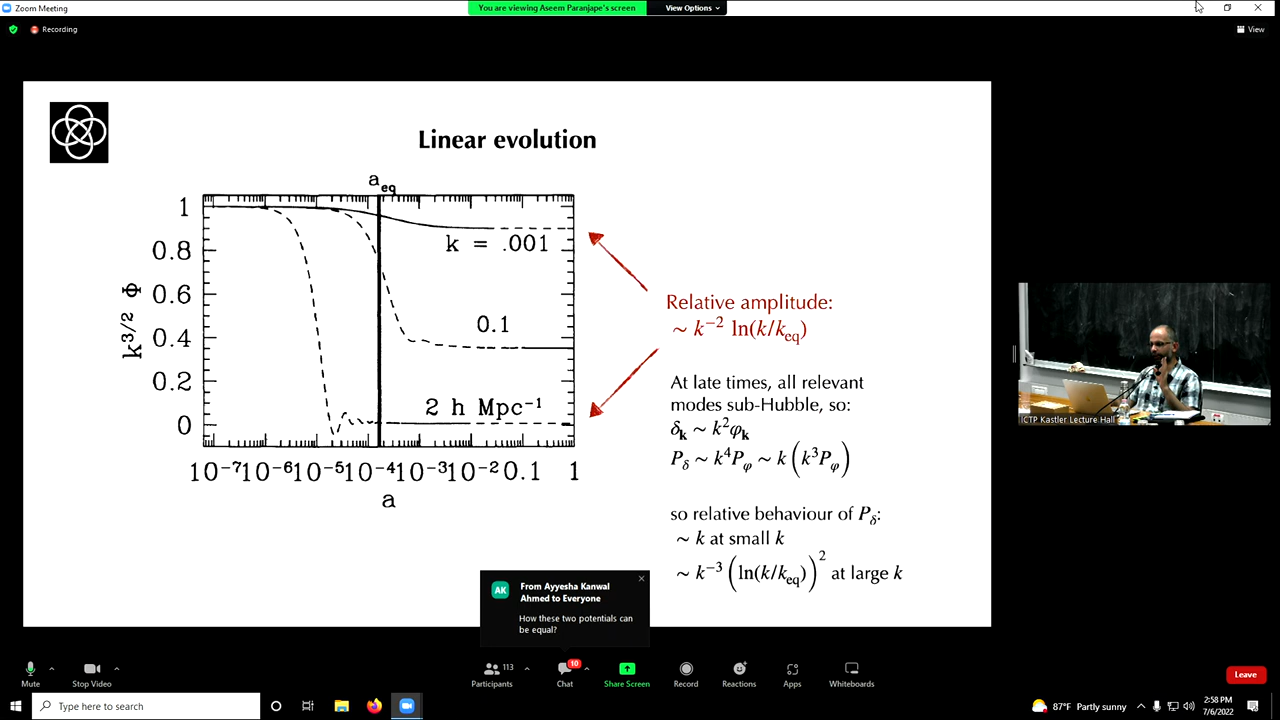 Zoom Meeting
You are viewing Aseem Paranjape's screen
View Options
Recording
View
Linear evolution
a_eq
k^{3/2} Φ
1
0.8
0.6
0.4
0.2
0
k = .001
0.1
2 h Mpc⁻¹
10⁻⁷ 10⁻⁶ 10⁻⁵ 10⁻⁴ 10⁻³ 10⁻² 0.1 1
a
Relative amplitude:
∼ k⁻² ln(k/k_eq)
At late times, all relevant
modes sub-Hubble, so:
δ_k ∼ k²φ_k
P_δ ∼ k⁴P_φ ∼ k (k³P_φ)
so relative behaviour of P_δ:
∼ k at small k
∼ k⁻³ (ln(k/k_eq))² at large k
ICTP Kastler Lecture Hall
AK
From Ayyesha Kanwal
Ahmed to Everyone
How these two potentials can
be equal?
Mute
Stop Video
Participants
113
Chat
10
Share Screen
Record
Reactions
Apps
Whiteboards
Leave
Type here to search
87°F Partly sunny
2:58 PM
7/6/2022